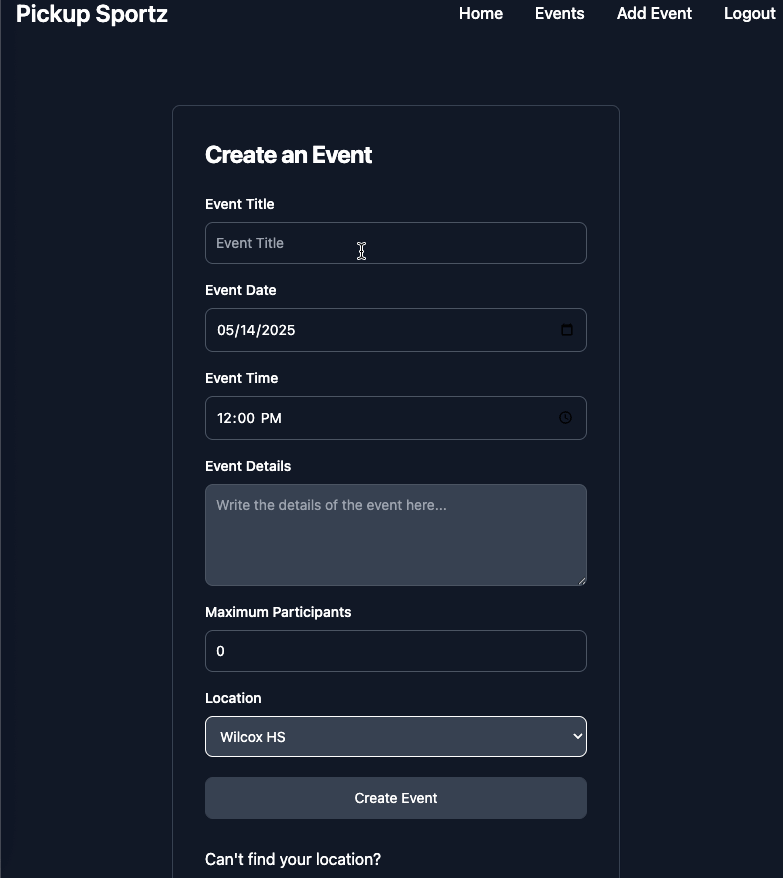 Pickup Sportz Home Events Add Event Logout
Create an Event
Event Title
Event Title
Event Date
05/14/2025
Event Time
12:00 PM
Event Details
Write the details of the event here...
Maximum Participants
0
Location
Wilcox HS
Create Event
Can't find your location?